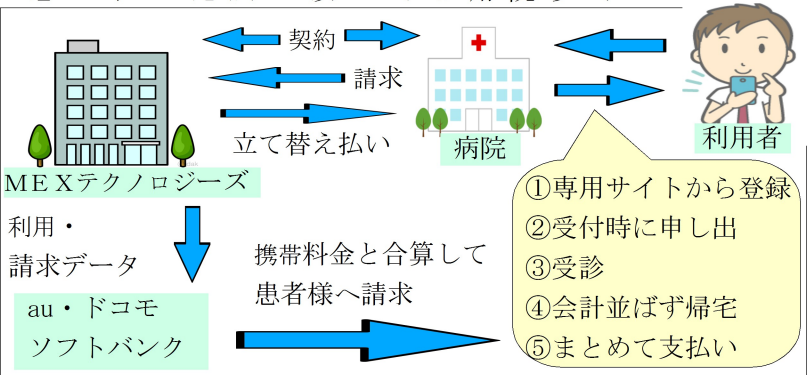 契約
請求
立て替え払い
病院
利用者
MEXテクノロジーズ
利用・
請求データ
au・ドコモ
ソフトバンク
携帯料金と合算して
患者様へ請求
①専用サイトから登録
②受付時に申し出
③受診
④会計並ばず帰宅
⑤まとめて支払い